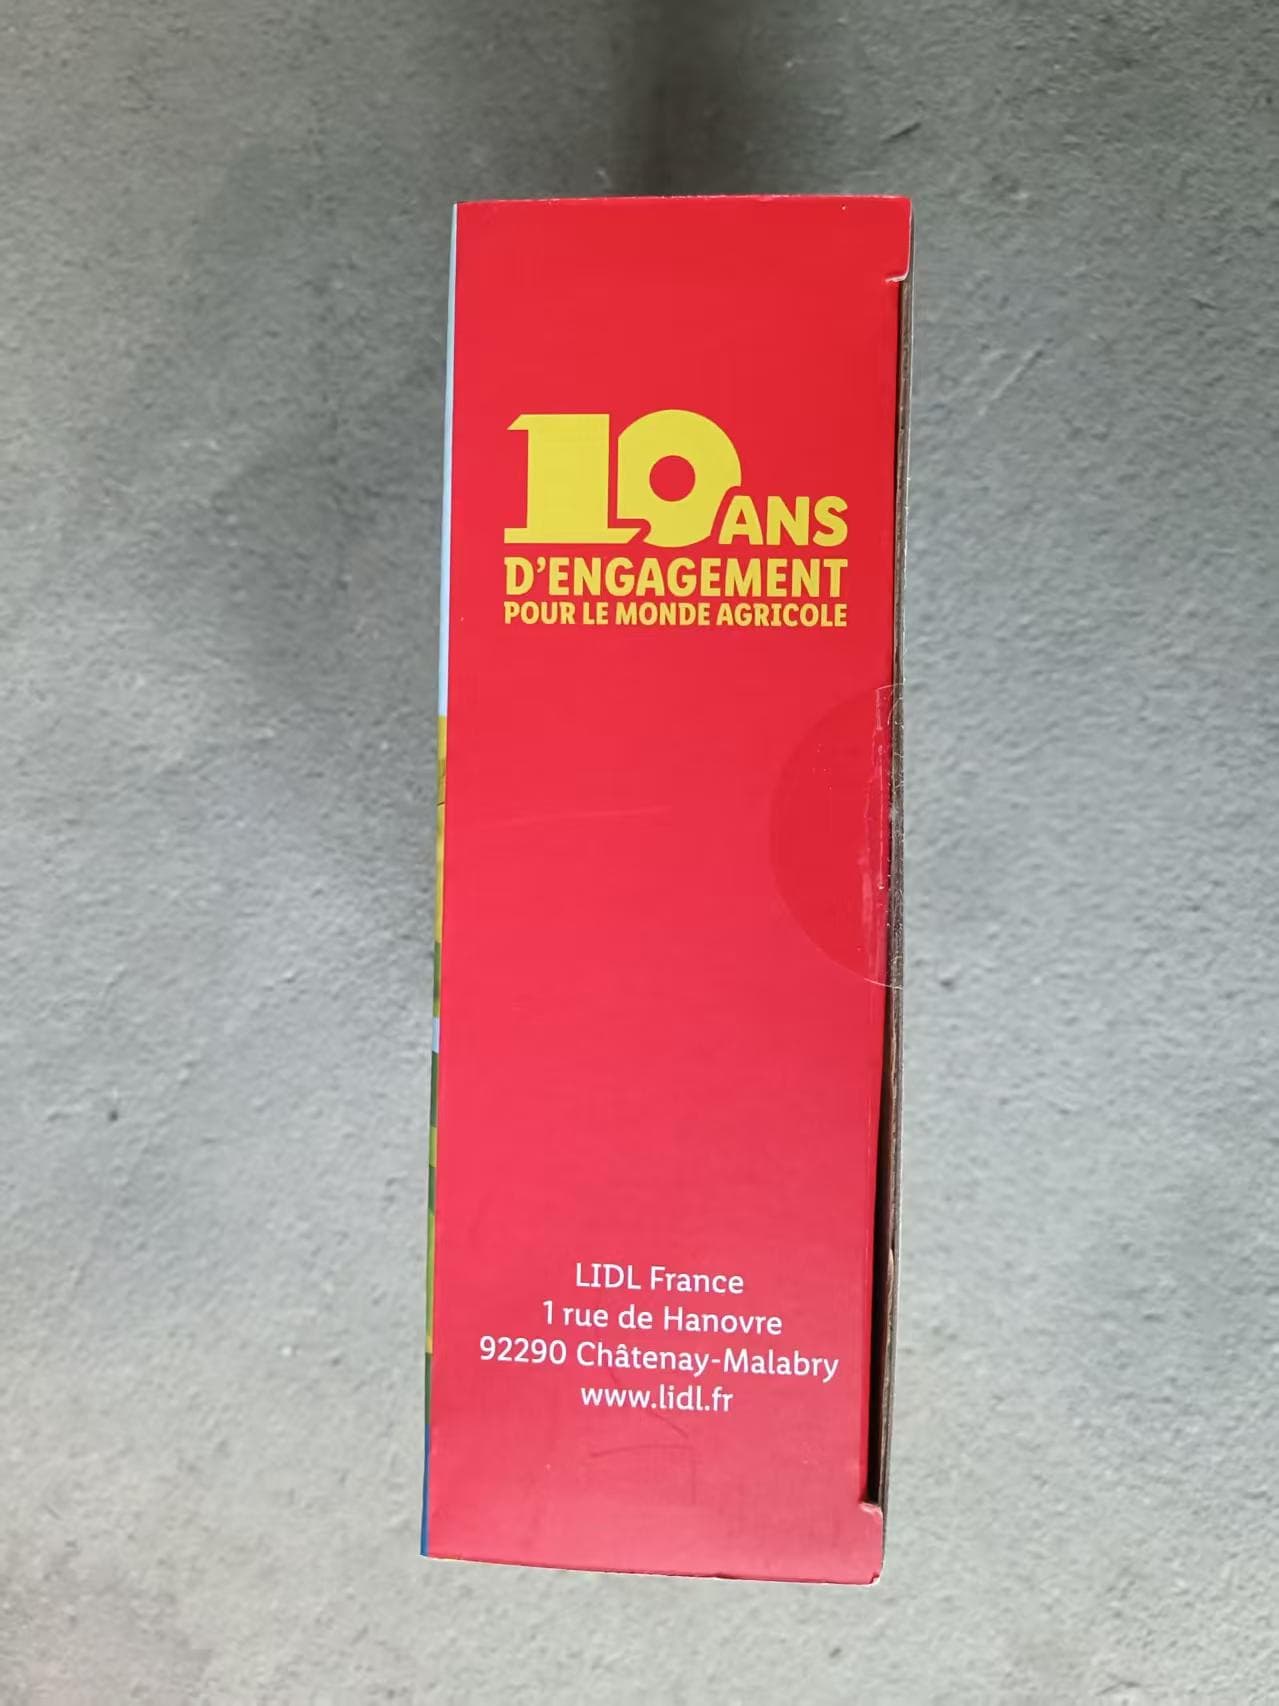 10 ANS
D'ENGAGEMENT
POUR LE MONDE AGRICOLE
LIDL France
1 rue de Hanovre
92290 Châtenay-Malabry
www.lidl.fr